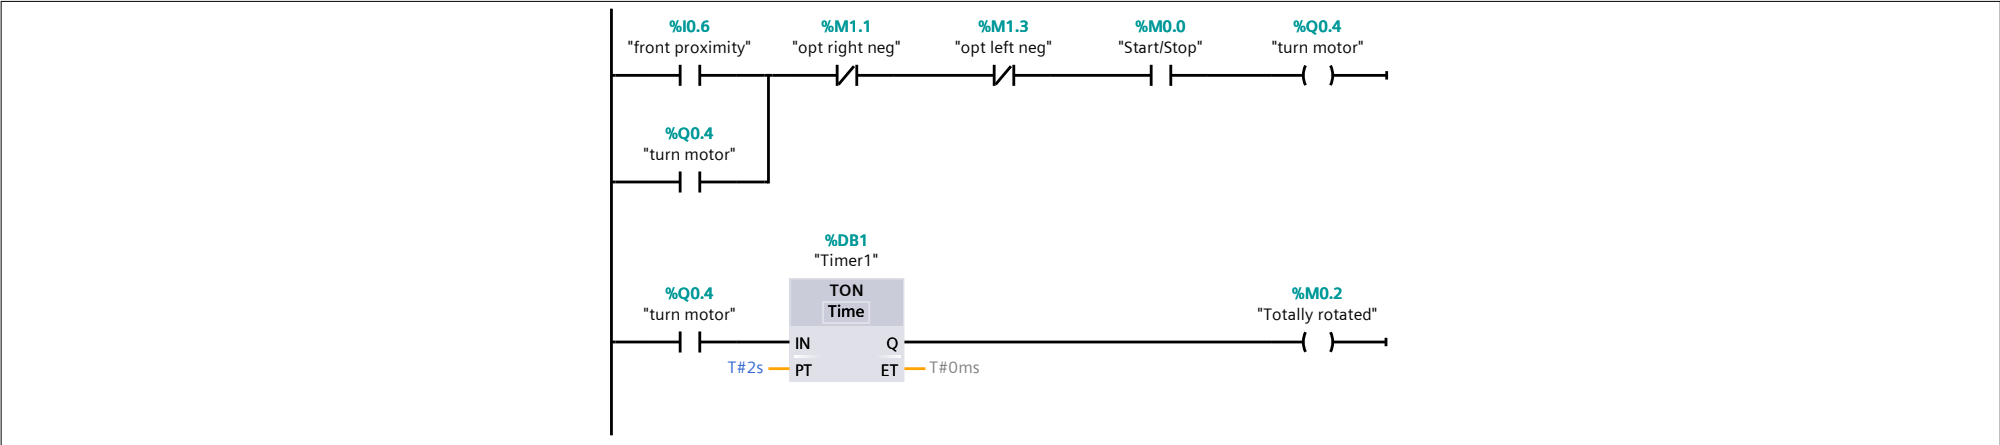 %I0.6 %M1.1 %M1.3 %M0.0 %Q0.4
"front proximity" "opt right neg" "opt left neg" "Start/Stop" "turn motor"
%Q0.4
"turn motor"
%DB1
"Timer1"
%Q0.4 TON %M0.2
"turn motor" Time "Totally rotated"
IN Q
T#2s PT ET T#0ms